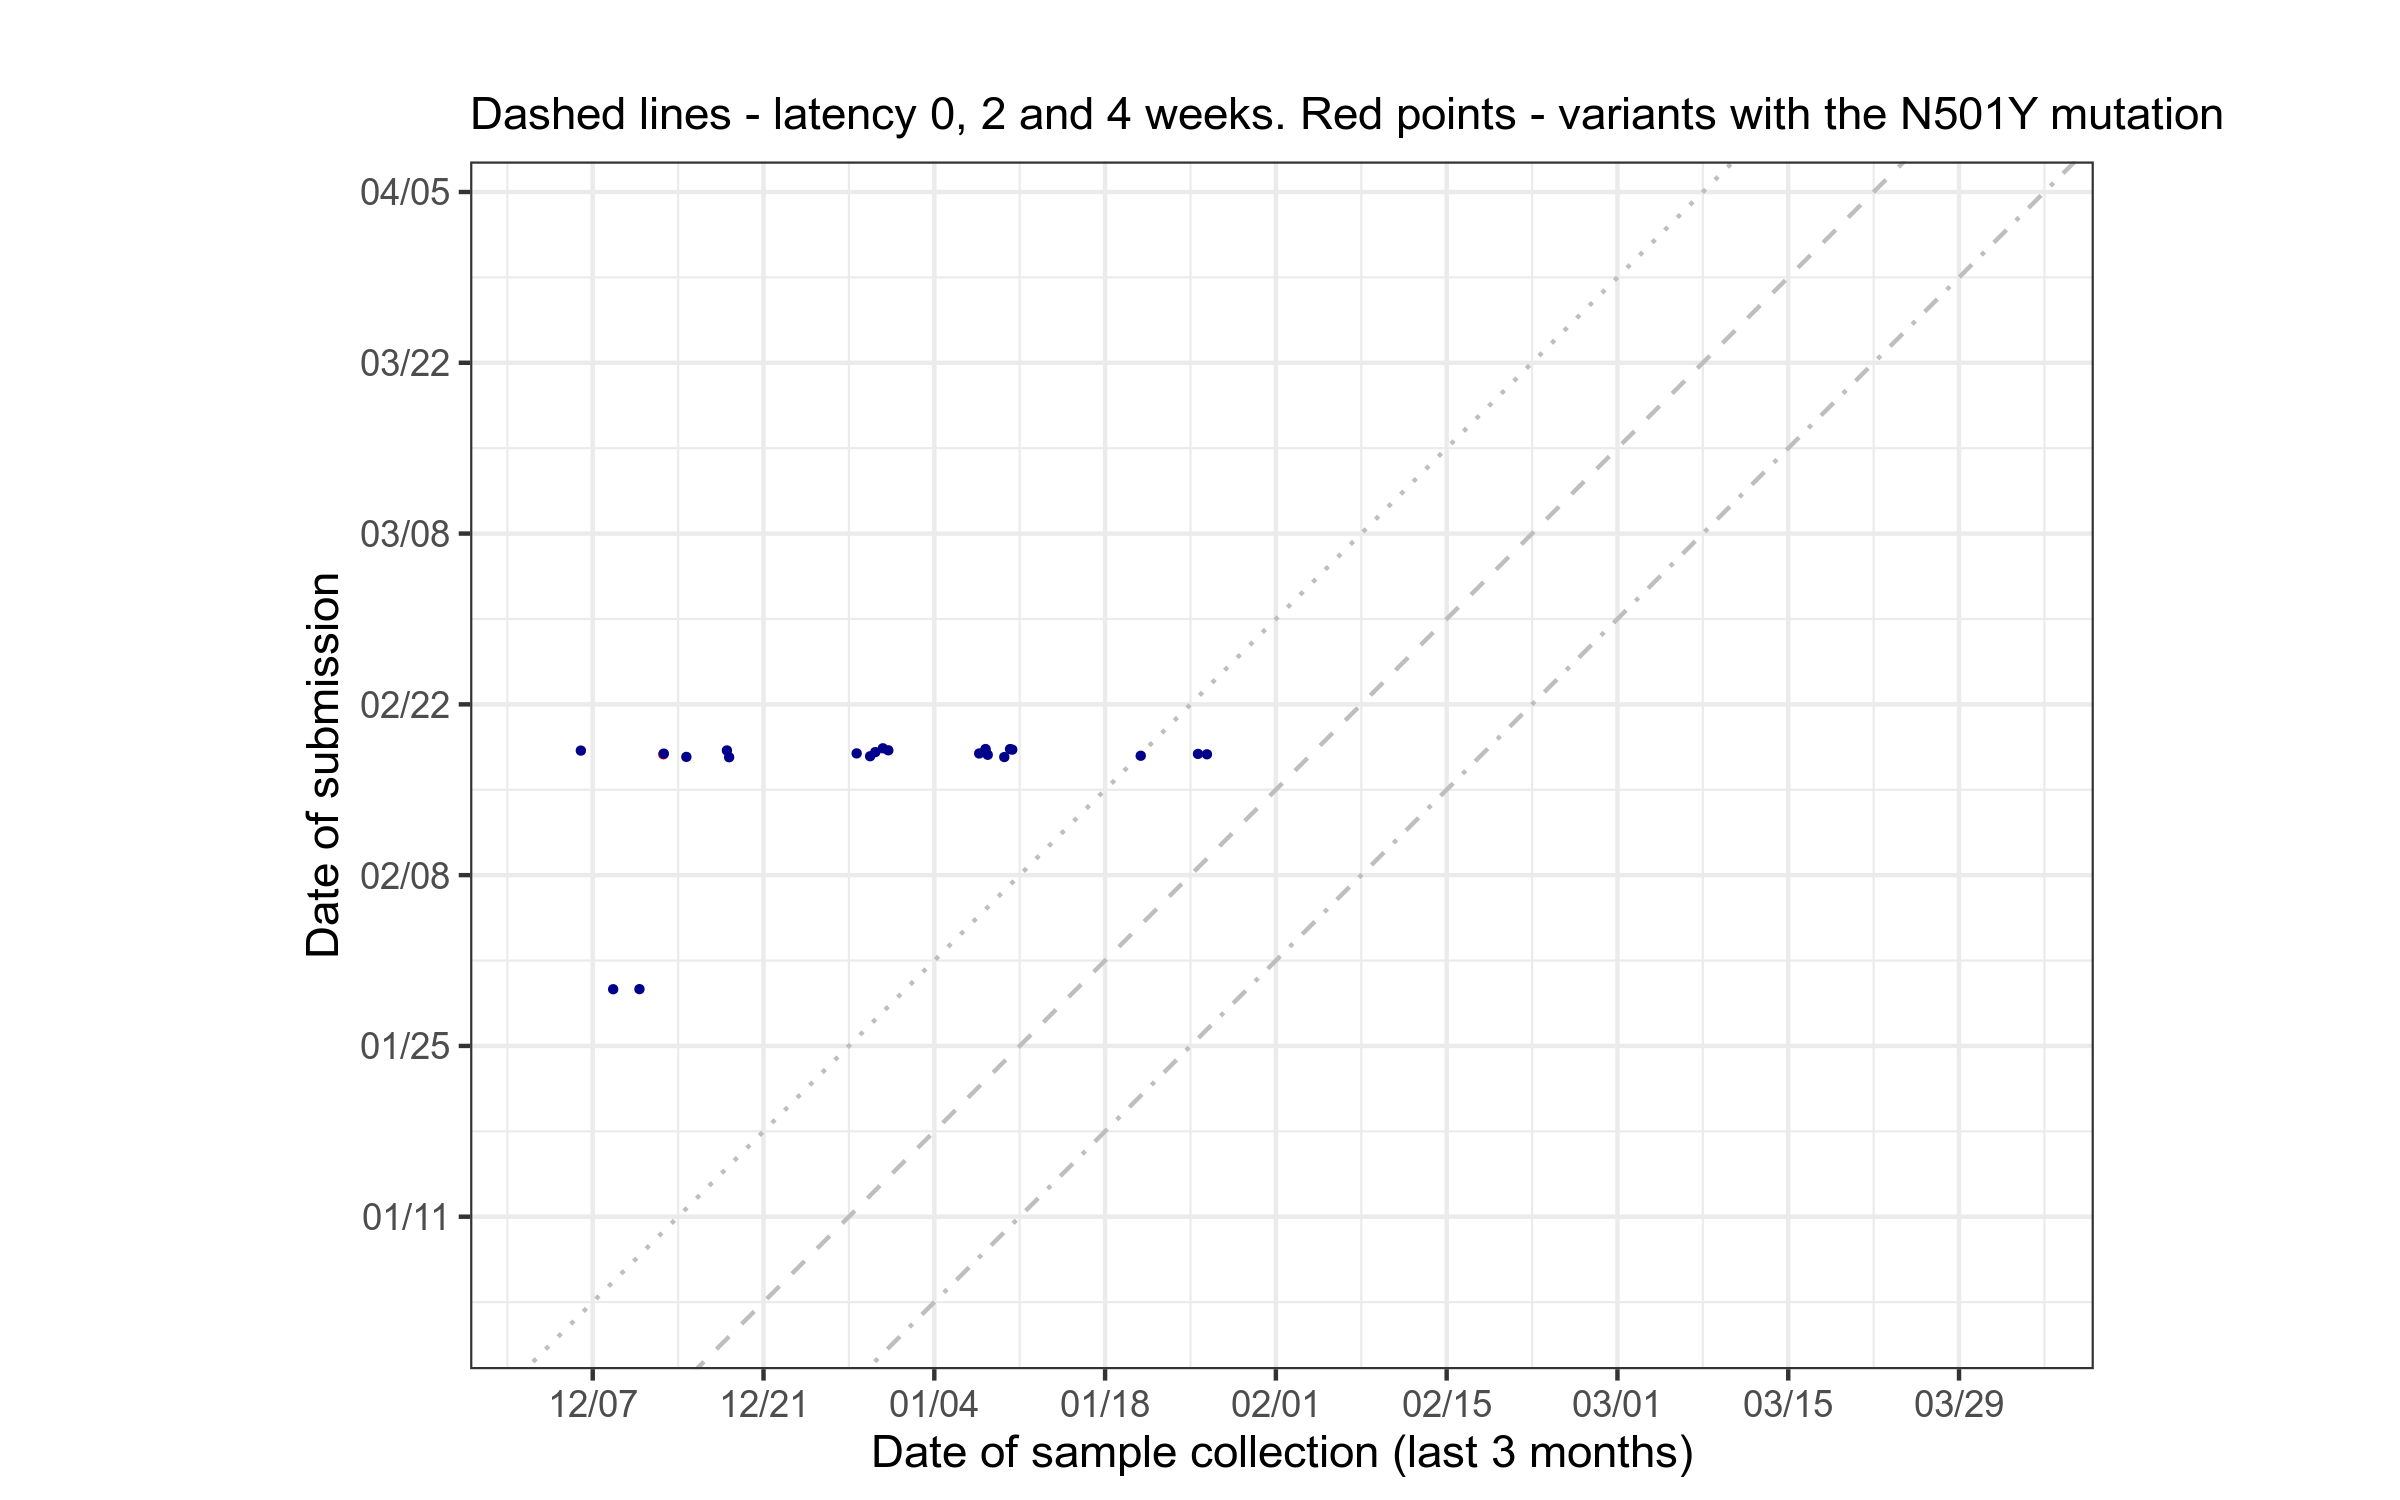 Dashed lines - latency 0, 2 and 4 weeks. Red points - variants with the N501Y mutation
04/05
03/22
03/08
02/22
02/08
01/25
01/11
Date of submission
12/07 12/21 01/04 01/18 02/01 02/15 03/01 03/15 03/29
Date of sample collection (last 3 months)